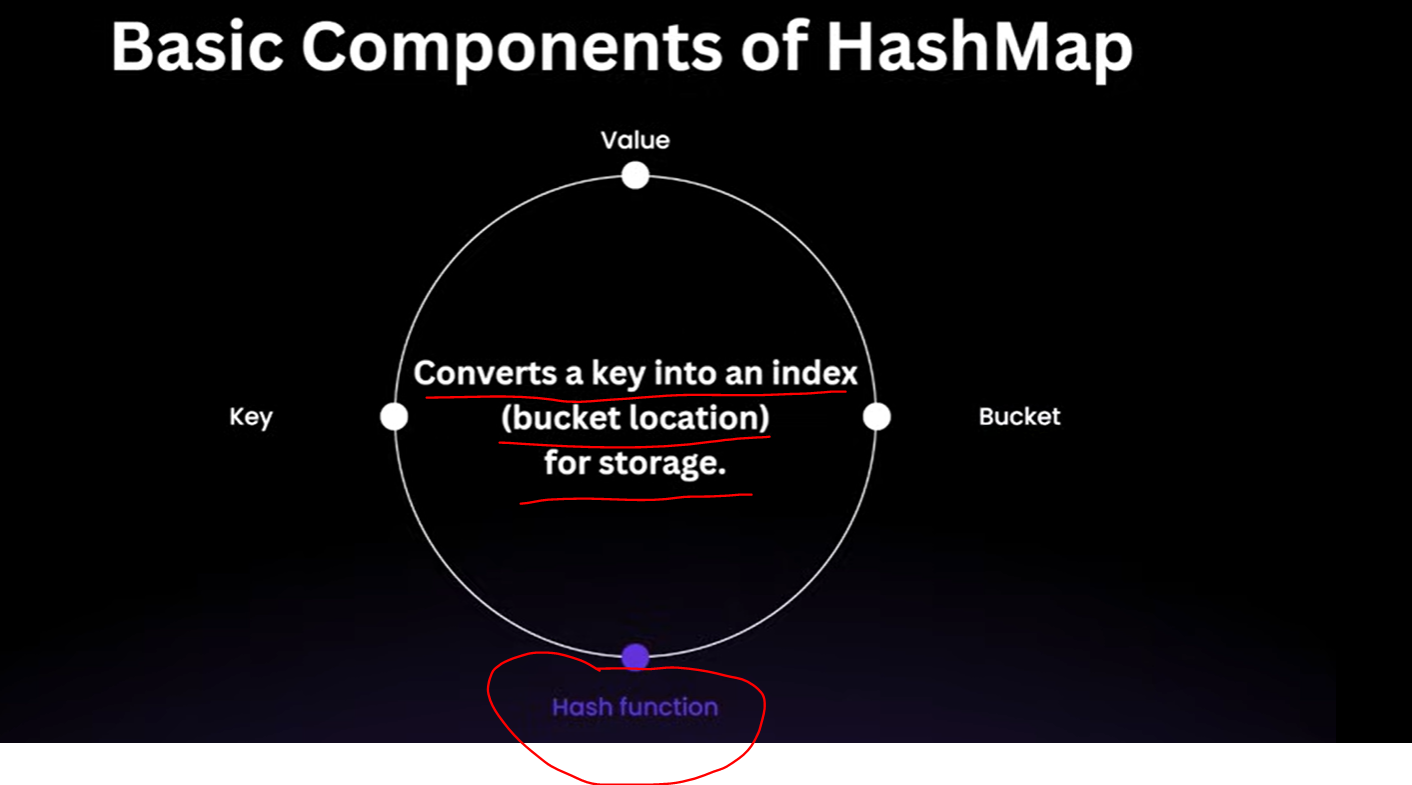 Basic Components of HashMap
Value
Converts a key into an index
Key
(bucket location)
Bucket
for storage.
Hash function